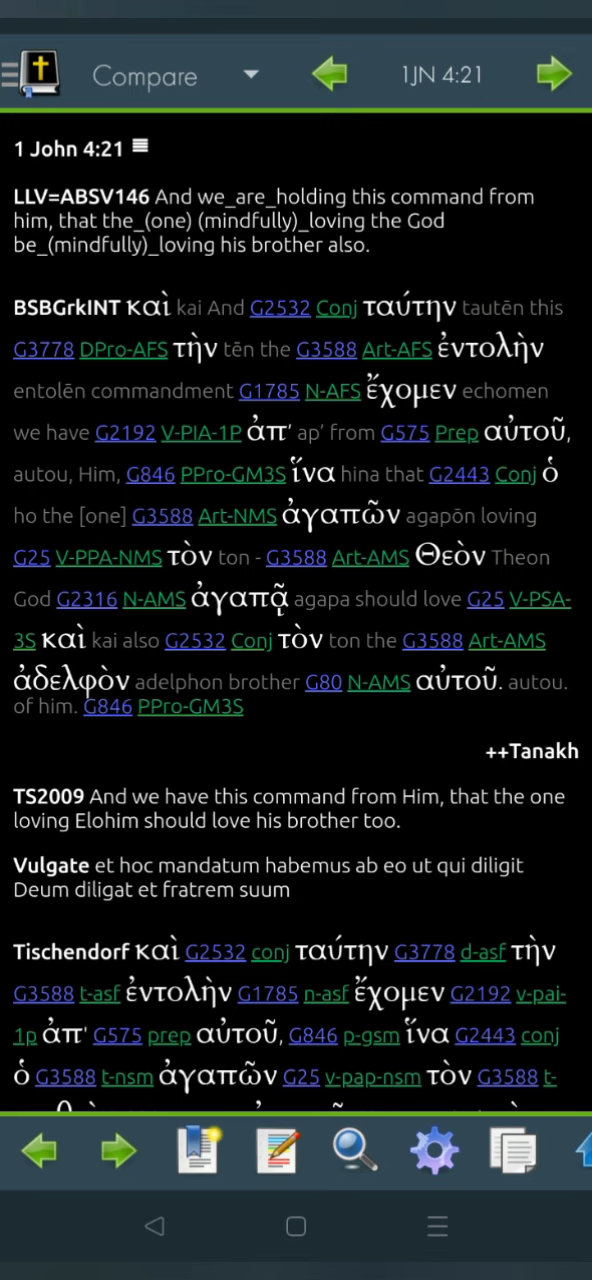 Compare 1JN 4:21
1 John 4:21
LLV=ABSV146 And we_are_holding this command from
him, that the_(one) (mindfully)_loving the God
be_(mindfully)_loving his brother also.
BSBGrkINT καὶ kai And G2532 Conj ταύτην tautēn this
G3778 DPro-AFS τὴν tēn the G3588 Art-AFS ἐντολὴν
entolēn commandment G1785 N-AFS ἔχομεν echomen
we have G2192 V-PIA-1P ἀπ’ ap’ from G575 Prep αὐτοῦ,
autou, Him, G846 PPro-GM3S ἵνα hina that G2443 Conj ὁ
ho the [one] G3588 Art-NMS ἀγαπῶν agapōn loving
G25 V-PPA-NMS τὸν ton - G3588 Art-AMS Θεὸν Theon
God G2316 N-AMS ἀγαπᾷ agapa should love G25 V-PSA-
3S καὶ kai also G2532 Conj τὸν ton the G3588 Art-AMS
ἀδελφὸν adelphon brother G80 N-AMS αὐτοῦ. autou.
of him. G846 PPro-GM3S
++Tanakh
TS2009 And we have this command from Him, that the one
loving Elohim should love his brother too.
Vulgate et hoc mandatum habemus ab eo ut qui diligit
Deum diligat et fratrem suum
Tischendorf καὶ G2532 conj ταύτην G3778 d-asf τὴν
G3588 t-asf ἐντολὴν G1785 n-asf ἔχομεν G2192 v-pai-
1p ἀπ' G575 prep αὐτοῦ, G846 p-gsm ἵνα G2443 conj
ὁ G3588 t-nsm ἀγαπῶν G25 v-pap-nsm τὸν G3588 t-